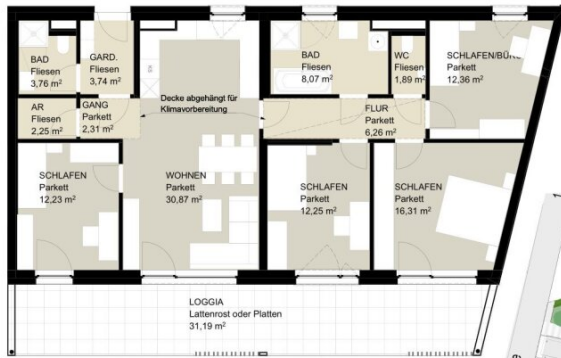 BAD
Fliesen
3,76 m²
GARD.
Fliesen
3,74 m²
BAD
Fliesen
8,07 m²
WC
Fliesen
1,89 m²
SCHLAFEN/BÜRO
Parkett
12,36 m²
AR
Fliesen
2,25 m²
GANG
Parkett
2,31 m²
Decke abgehängt für
Klimavorbereitung
FLUR
Parkett
6,26 m²
SCHLAFEN
Parkett
12,23 m²
WOHNEN
Parkett
30,87 m²
SCHLAFEN
Parkett
12,25 m²
SCHLAFEN
Parkett
16,31 m²
LOGGIA
Lattenrost oder Platten
31,19 m²